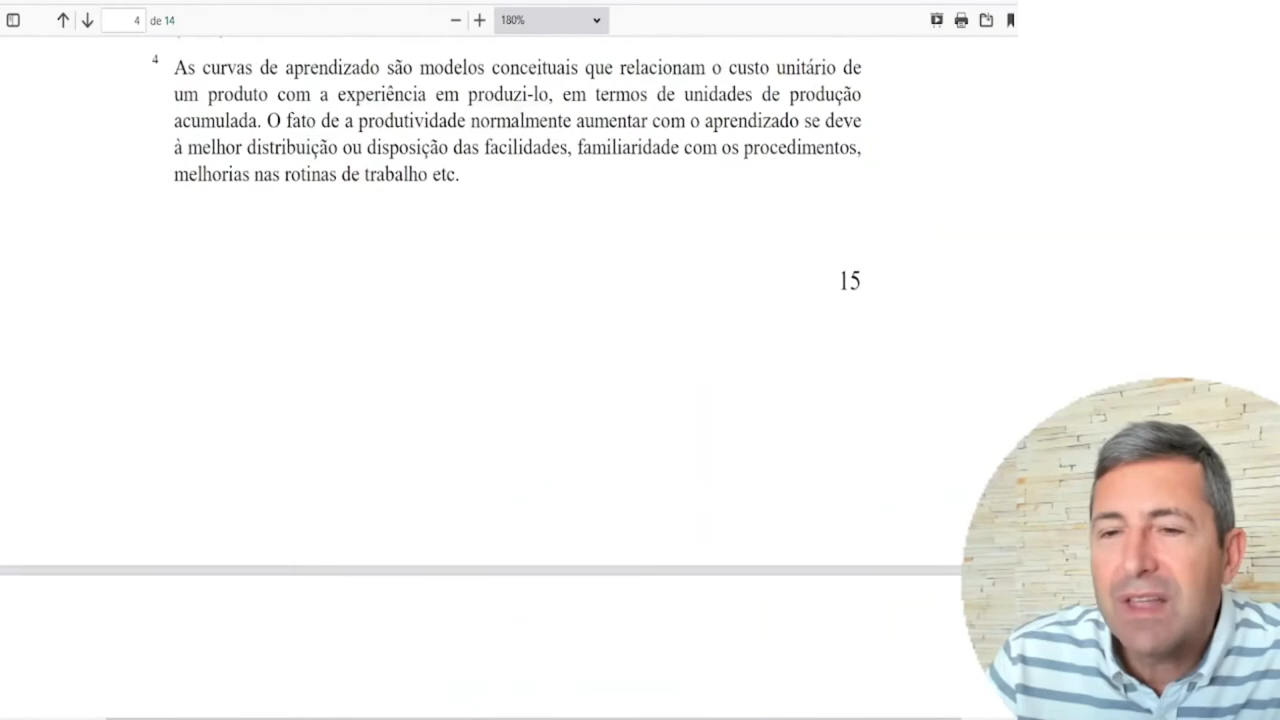 4 de 14
180%
4 As curvas de aprendizado são modelos conceituais que relacionam o custo unitário de
um produto com a experiência em produzi-lo, em termos de unidades de produção
acumulada. O fato de a produtividade normalmente aumentar com o aprendizado se deve
à melhor distribuição ou disposição das facilidades, familiaridade com os procedimentos,
melhorias nas rotinas de trabalho etc.
15